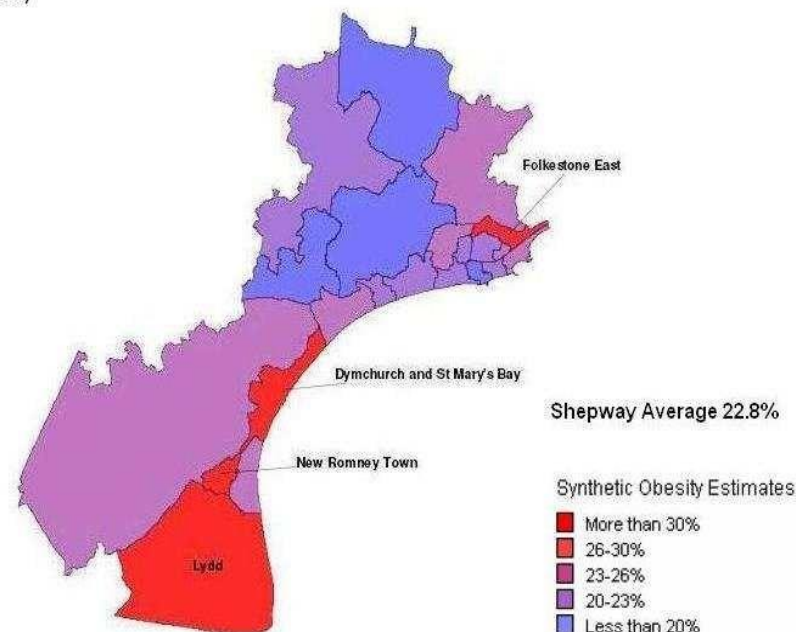 Folkestone East
Dymchurch and St Mary's Bay
Shepway Average 22.8%
New Romney Town
Synthetic Obesity Estimates
More than 30%
26-30%
23-26%
20-23%
Less than 20%
Lydd